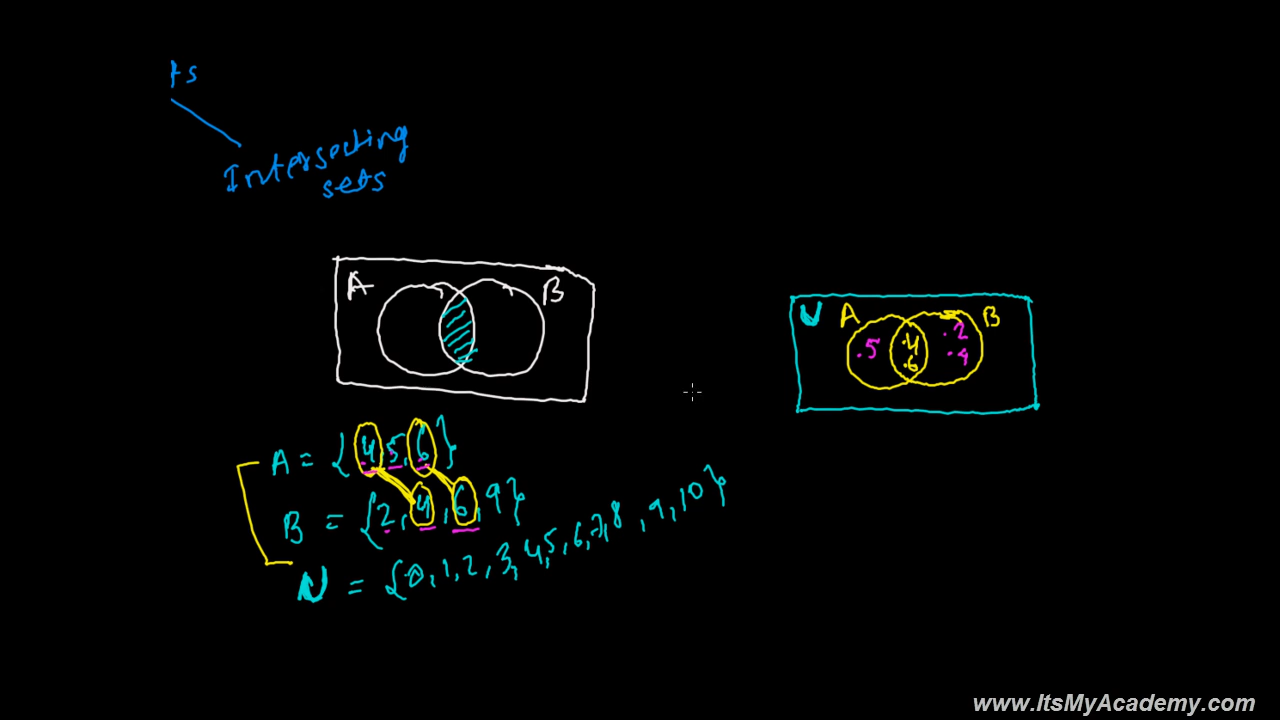 ts
Intersecting
sets
A B
U A B
.5 .4 .2
.6 .9
A = {4,5,6}
B = {2,4,6,9}
U = {0,1,2,3,4,5,6,7,8,9,10}
www.ItsMyAcademy.com